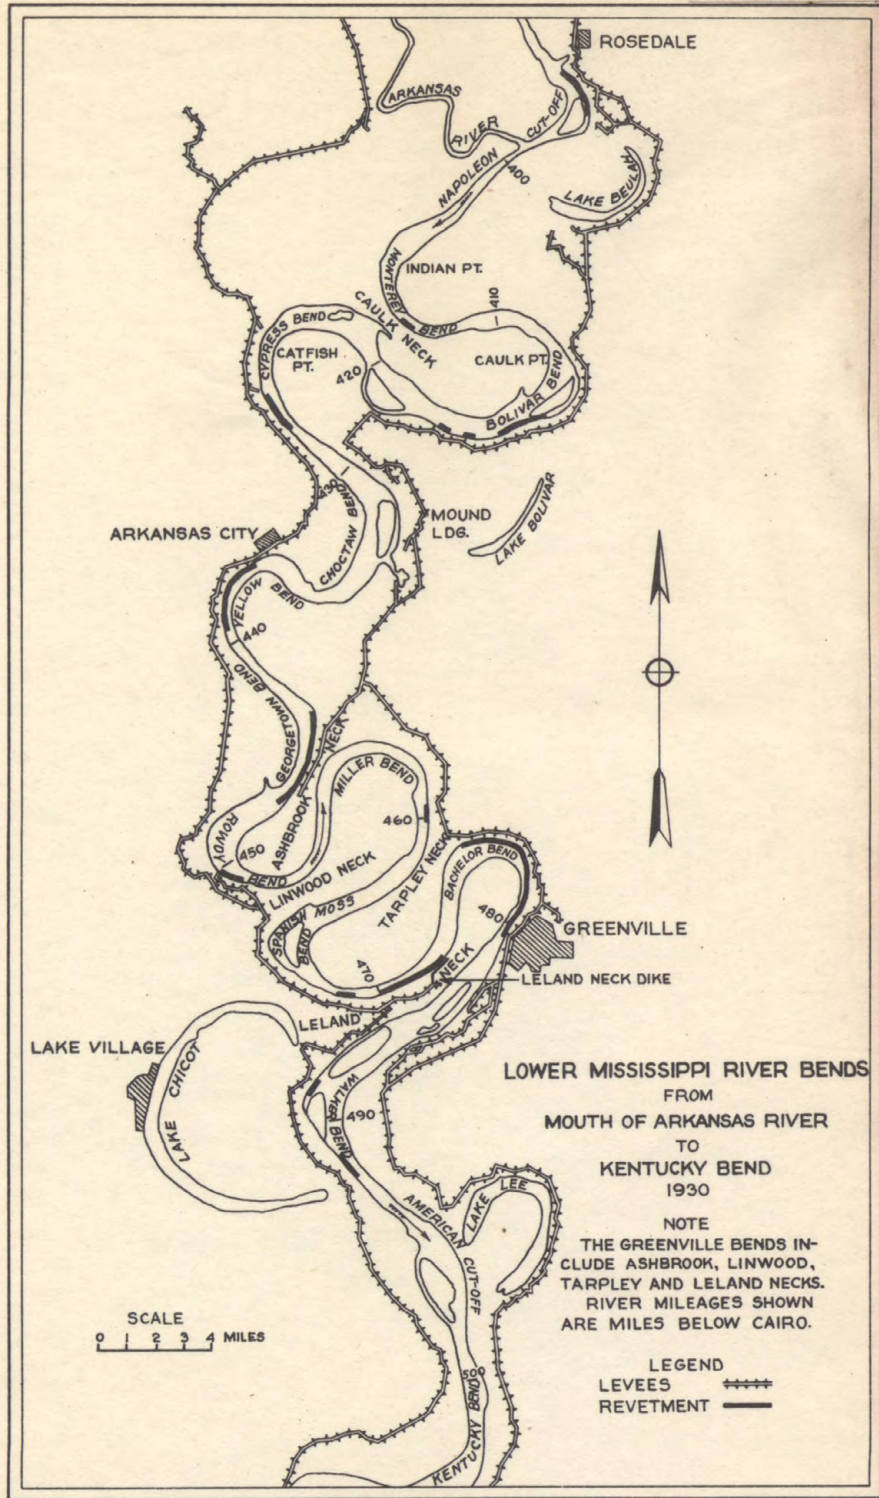 ROSEDALE
ARKANSAS
RIVER
CUT-OFF
NAPOLEON
400
LAKE BEULAH
INDIAN PT.
MONTEREY
BEND
410
CAULK NECK
CYPRESS BEND
CATFISH
PT.
CAULK PT.
420
BOLIVAR BEND
430
CHOCTAW BEND
MOUND
LDG.
LAKE BOLIVAR
ARKANSAS CITY
YELLOW BEND
440
GEORGETOWN BEND
ASHBROOK NECK
MILLER BEND
460
ROWDY
BEND
450
LINWOOD NECK
TARPLEY NECK
BACHELOR BEND
SPANISH MOSS
BEND
480
GREENVILLE
470
LELAND NECK
LELAND NECK DIKE
LAKE VILLAGE
LAKE CHICOT
WALKER BEND
490
AMERICAN
CUT-OFF
LAKE LEE
500
KENTUCKY BEND
LOWER MISSISSIPPI RIVER BENDS
FROM
MOUTH OF ARKANSAS RIVER
TO
KENTUCKY BEND
1930
NOTE
THE GREENVILLE BENDS IN-
CLUDE ASHBROOK, LINWOOD,
TARPLEY AND LELAND NECKS.
RIVER MILEAGES SHOWN
ARE MILES BELOW CAIRO.
SCALE
0 1 2 3 4 MILES
LEGEND
LEVEES
REVETMENT